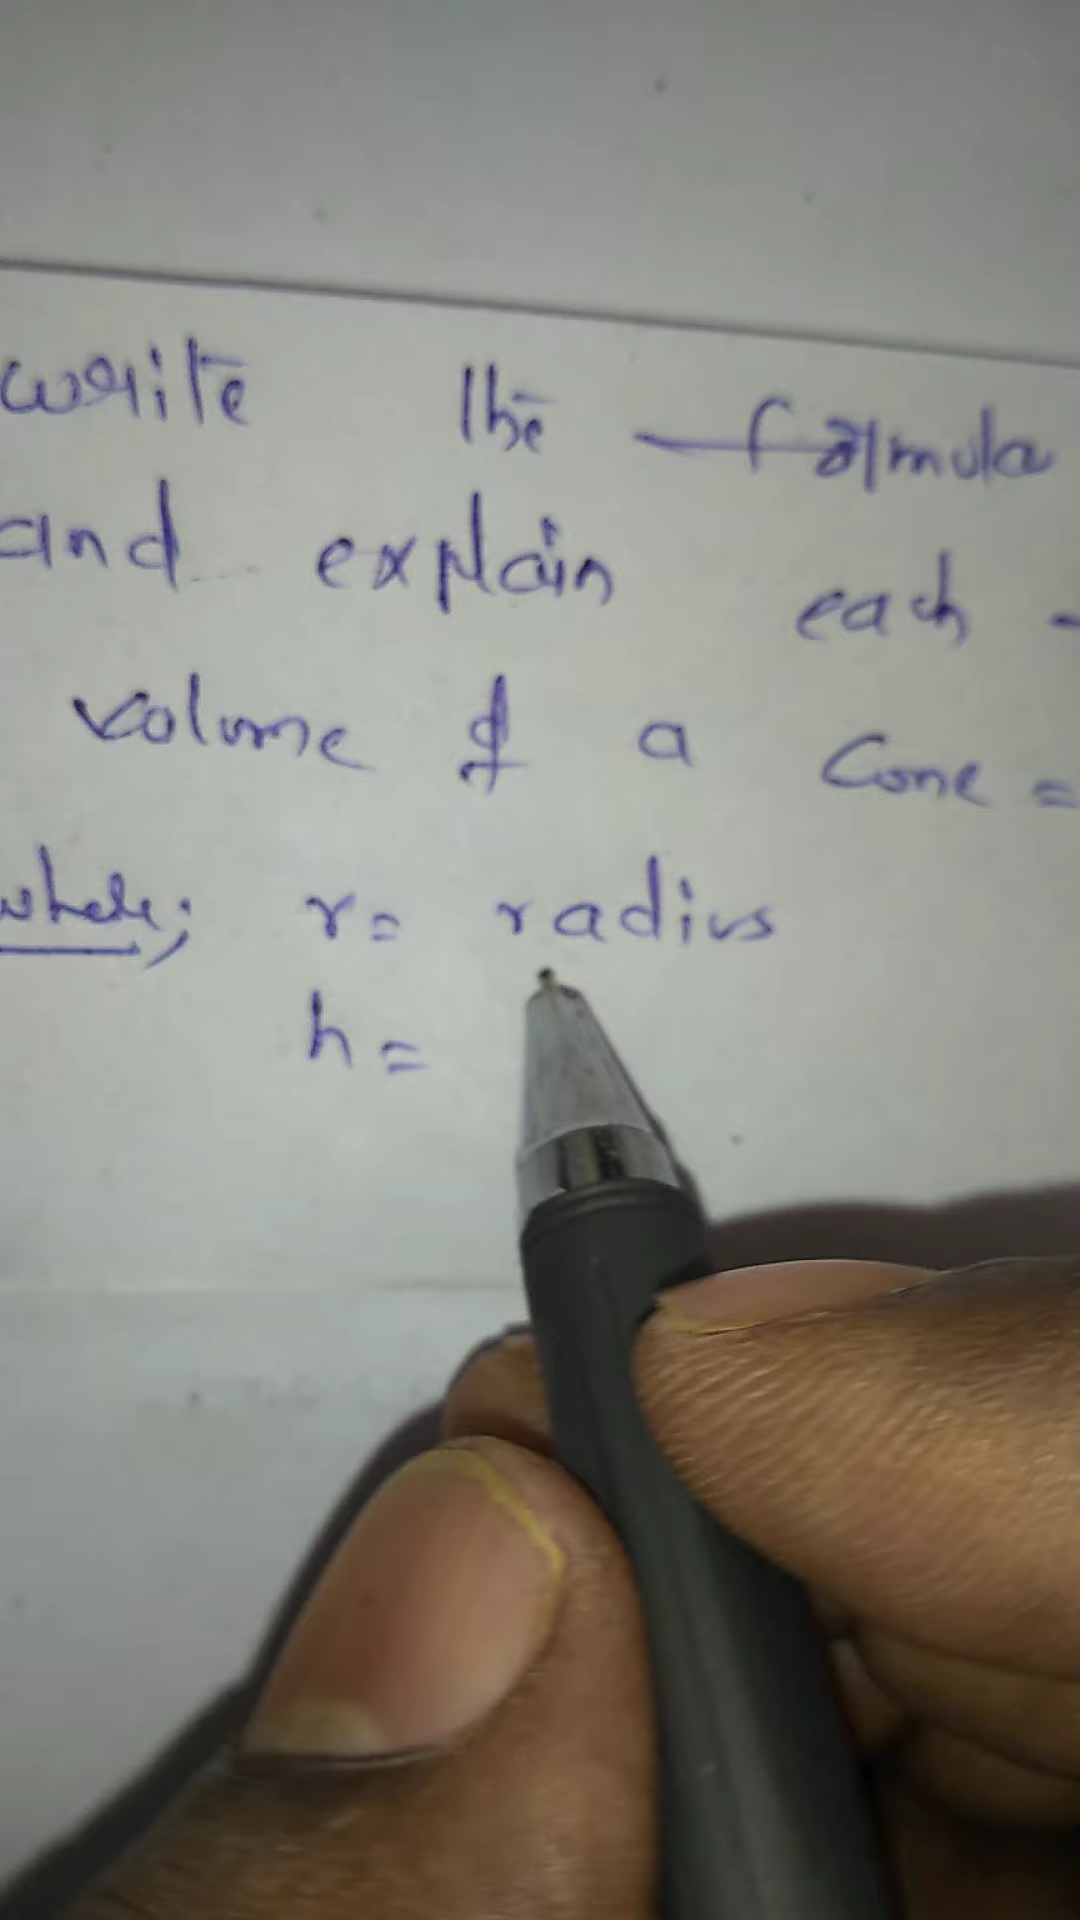 write the formula
and explain each
volume of a Cone =
where; r= radius
h =